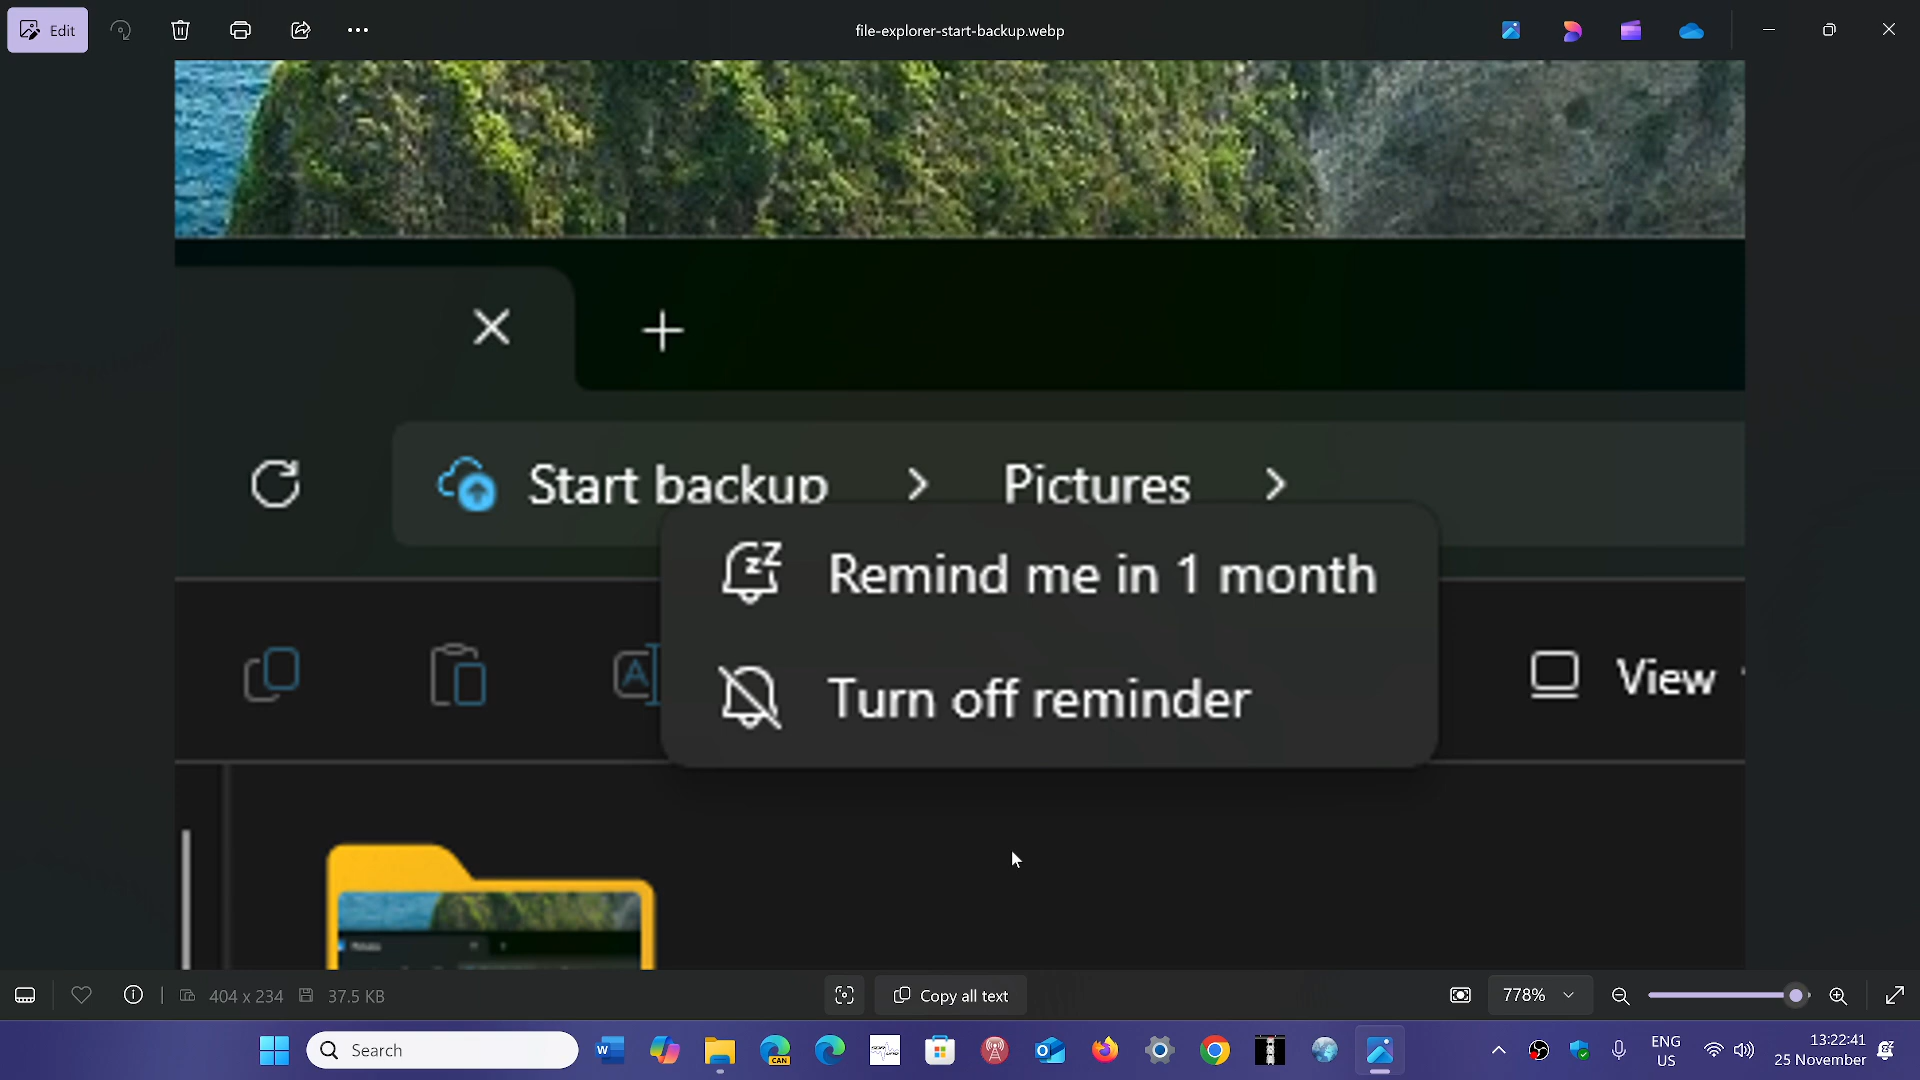 Edit
file-explorer-start-backup.webp
Start backup > Pictures >
Remind me in 1 month
View
Turn off reminder
404 x 234 37.5 KB
Copy all text
778%
Search
CAN
ENG
US
13:22:41
25 November